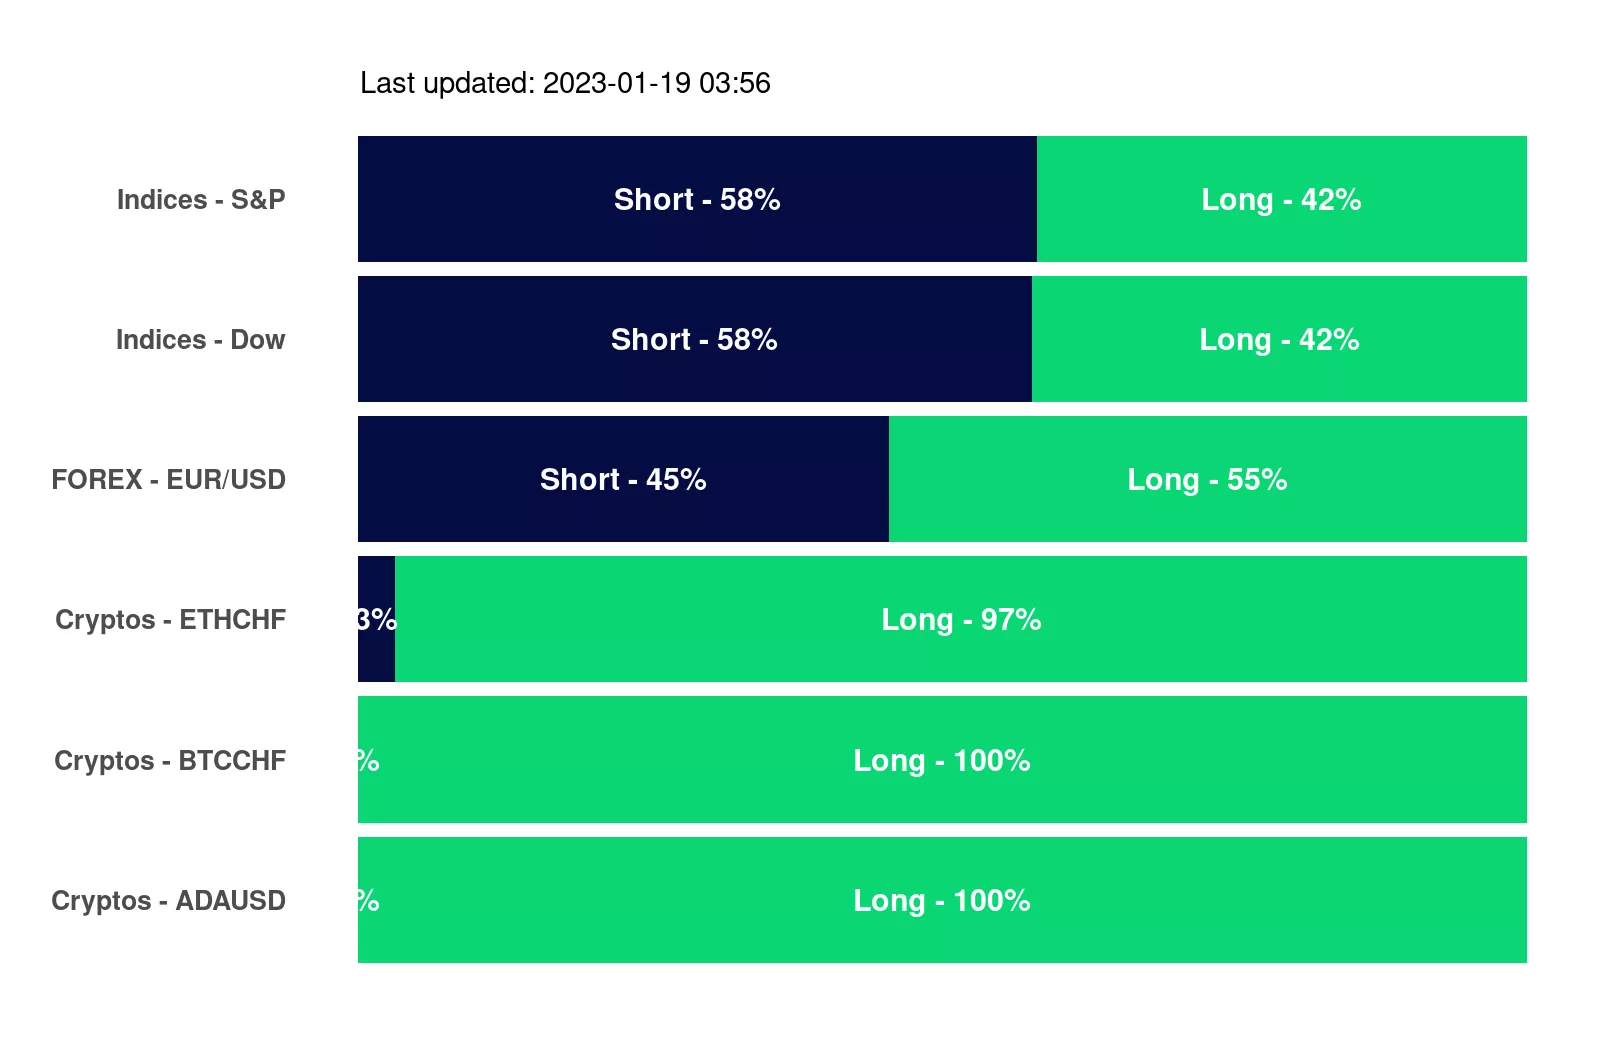 Last updated: 2023-01-19 03:56
Indices - S&P Short - 58% Long - 42%
Indices - Dow Short - 58% Long - 42%
FOREX - EUR/USD Short - 45% Long - 55%
Cryptos - ETHCHF 3% Long - 97%
Cryptos - BTCCHF % Long - 100%
Cryptos - ADAUSD % Long - 100%